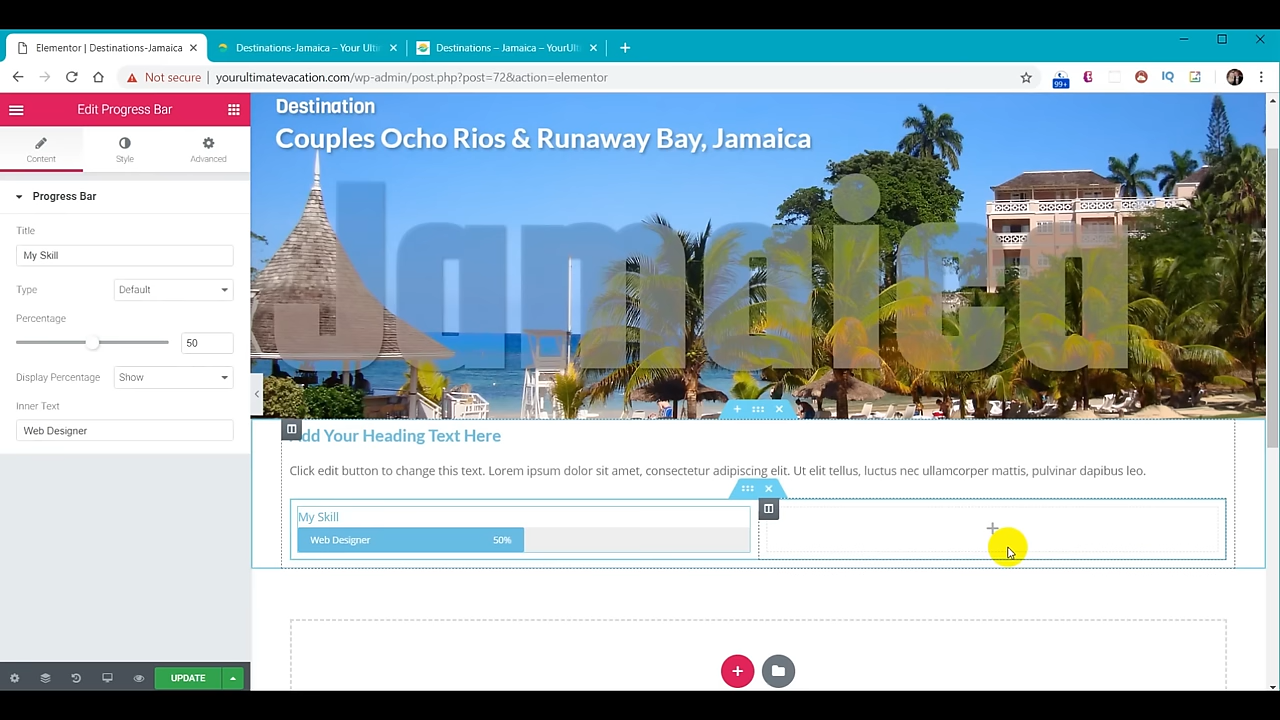 Elementor | Destinations-Jamaica
Destinations-Jamaica – Your Ulti
Destinations – Jamaica – YourUlt
Not secure | yourultimatevacation.com/wp-admin/post.php?post=72&action=elementor
99+
IQ
Edit Progress Bar
Content
Style
Advanced
Progress Bar
Title
My Skill
Type
Default
Percentage
50
Display Percentage
Show
Inner Text
Web Designer
UPDATE
Destination
Couples Ocho Rios & Runaway Bay, Jamaica
Jamaica
dd Your Heading Text Here
Click edit button to change this text. Lorem ipsum dolor sit amet, consectetur adipiscing elit. Ut elit tellus, luctus nec ullamcorper mattis, pulvinar dapibus leo.
My Skill
Web Designer 50%